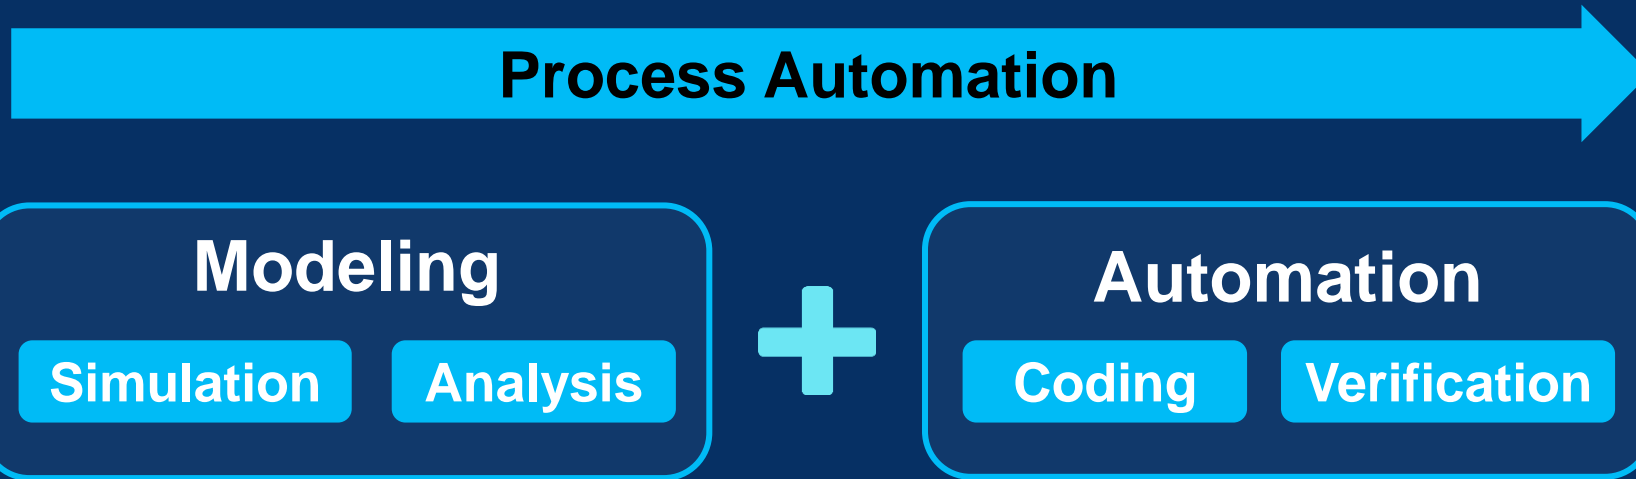 Process Automation
Modeling
Simulation
Analysis
Automation
Coding
Verification